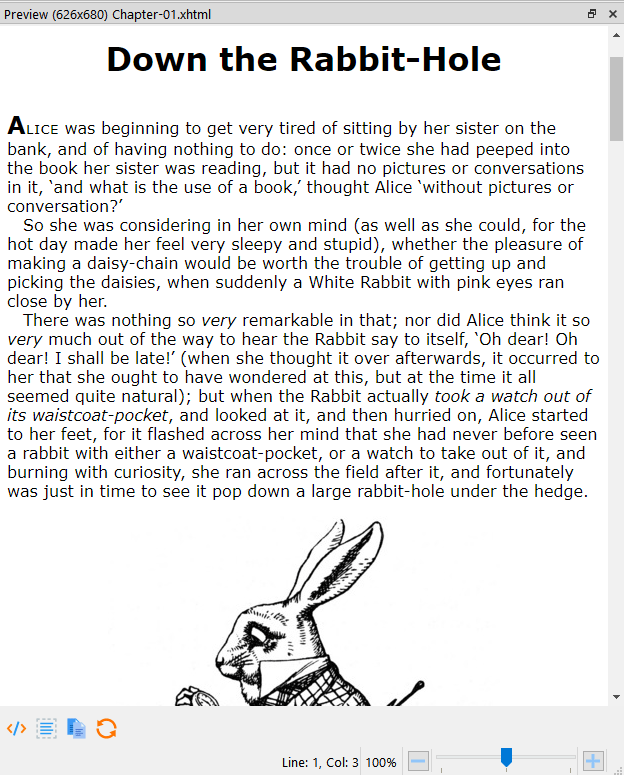 Preview (626x680) Chapter-01.xhtml
Down the Rabbit-Hole
ALICE was beginning to get very tired of sitting by her sister on the
bank, and of having nothing to do: once or twice she had peeped into
the book her sister was reading, but it had no pictures or conversations
in it, ‘and what is the use of a book,’ thought Alice ‘without pictures or
conversation?’
So she was considering in her own mind (as well as she could, for the
hot day made her feel very sleepy and stupid), whether the pleasure of
making a daisy-chain would be worth the trouble of getting up and
picking the daisies, when suddenly a White Rabbit with pink eyes ran
close by her.
There was nothing so very remarkable in that; nor did Alice think it so
very much out of the way to hear the Rabbit say to itself, ‘Oh dear! Oh
dear! I shall be late!’ (when she thought it over afterwards, it occurred to
her that she ought to have wondered at this, but at the time it all
seemed quite natural); but when the Rabbit actually took a watch out of
its waistcoat-pocket, and looked at it, and then hurried on, Alice started
to her feet, for it flashed across her mind that she had never before seen
a rabbit with either a waistcoat-pocket, or a watch to take out of it, and
burning with curiosity, she ran across the field after it, and fortunately
was just in time to see it pop down a large rabbit-hole under the hedge.
Line: 1, Col: 3 100%